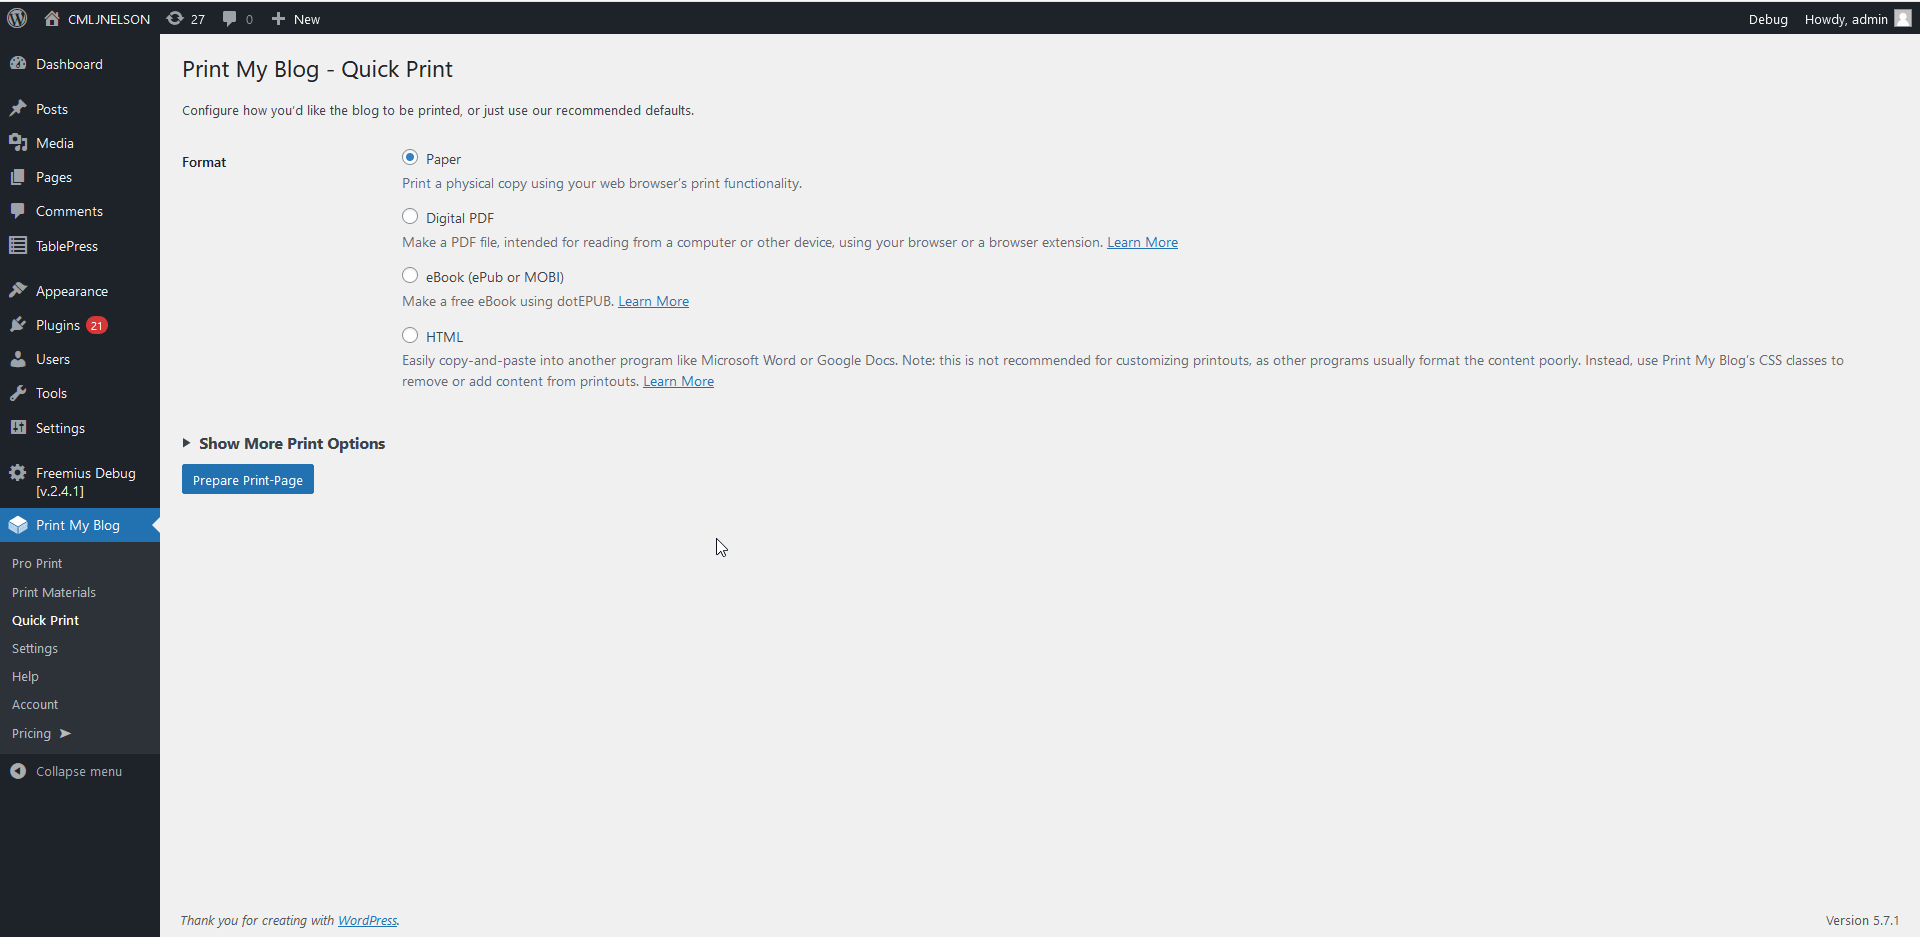 CMLJNELSON 27 0 New Debug Howdy, admin
Dashboard
Posts
Media
Pages
Comments
TablePress
Appearance
Plugins 21
Users
Tools
Settings
Freemius Debug
[v.2.4.1]
Print My Blog
Pro Print
Print Materials
Quick Print
Settings
Help
Account
Pricing ➤
Collapse menu
Print My Blog - Quick Print
Configure how you'd like the blog to be printed, or just use our recommended defaults.
Format
Paper
Print a physical copy using your web browser's print functionality.
Digital PDF
Make a PDF file, intended for reading from a computer or other device, using your browser or a browser extension. Learn More
eBook (ePub or MOBI)
Make a free eBook using dotEPUB. Learn More
HTML
Easily copy-and-paste into another program like Microsoft Word or Google Docs. Note: this is not recommended for customizing printouts, as other programs usually format the content poorly. Instead, use Print My Blog's CSS classes to
remove or add content from printouts. Learn More
Show More Print Options
Prepare Print-Page
Thank you for creating with WordPress.
Version 5.7.1